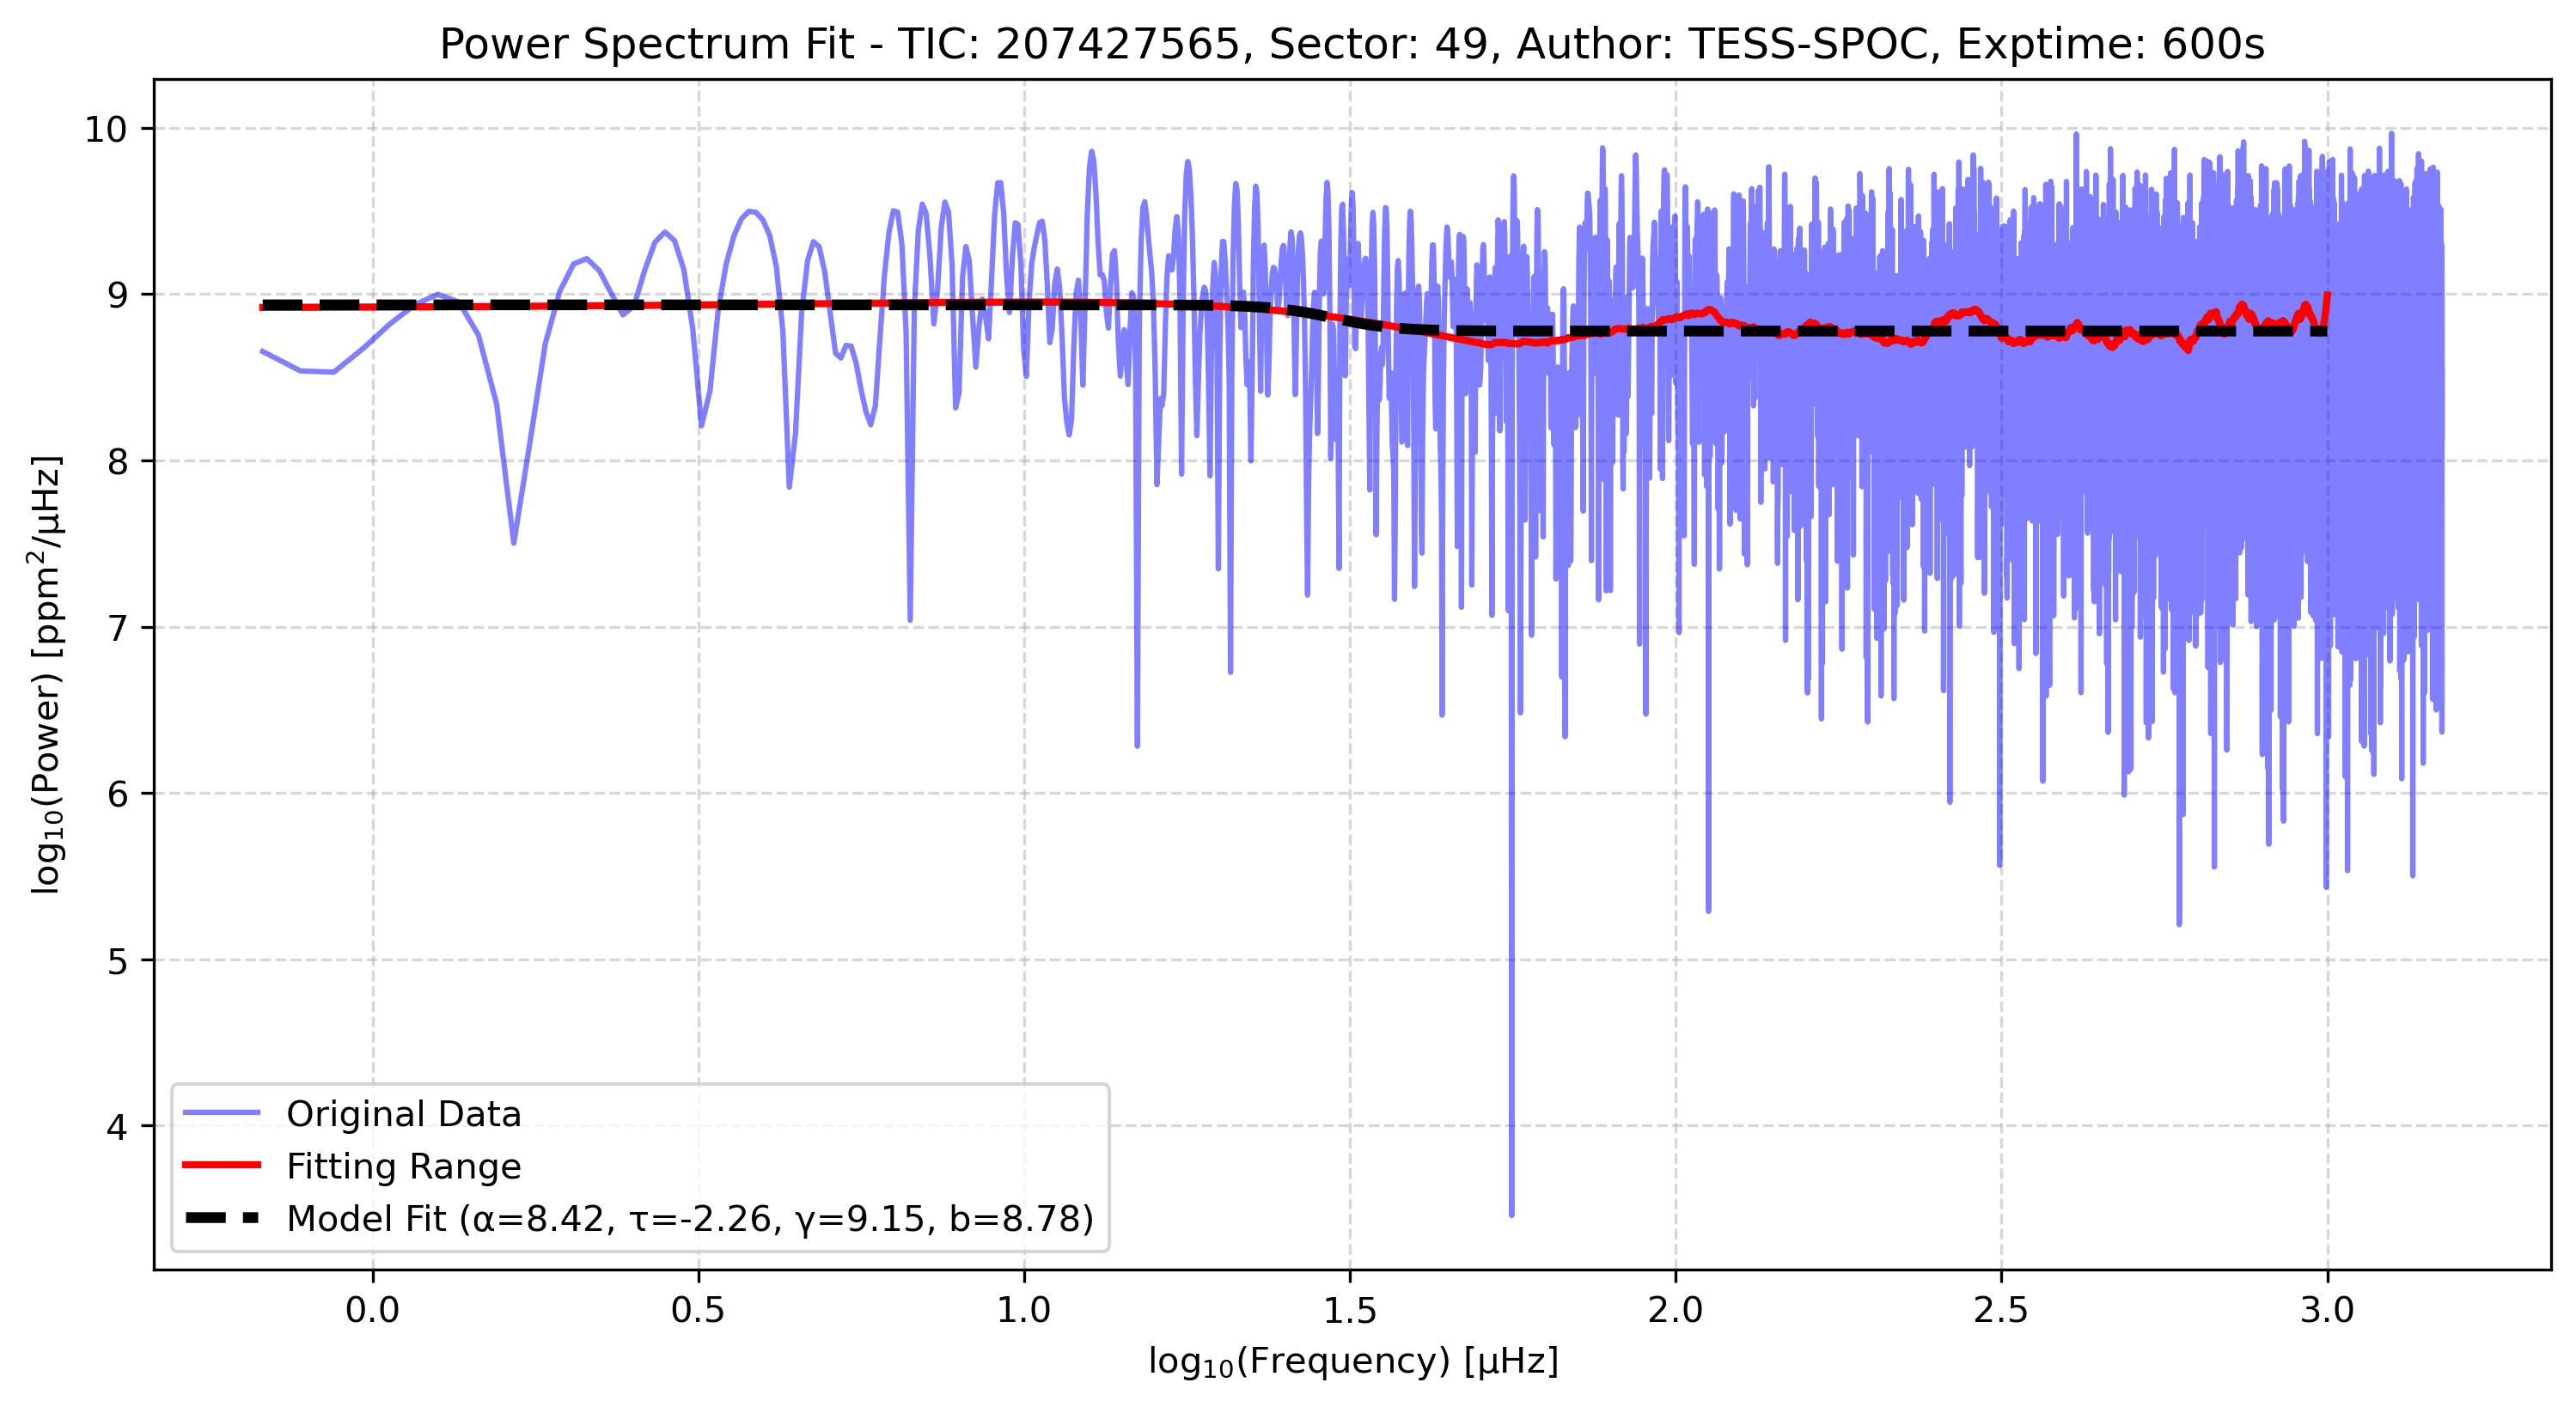 Power Spectrum Fit - TIC: 207427565, Sector: 49, Author: TESS-SPOC, Exptime: 600s
log₁₀(Power) [ppm²/μHz]
10
9
8
7
6
5
4
Original Data
Fitting Range
Model Fit (α=8.42, τ=-2.26, γ=9.15, b=8.78)
0.0 0.5 1.0 1.5 2.0 2.5 3.0
log₁₀(Frequency) [μHz]